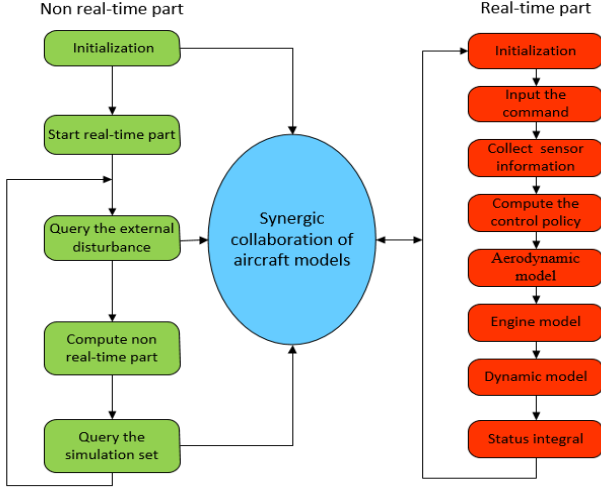 Non real-time part
Initialization
Start real-time part
Query the external
disturbance
Compute non
real-time part
Query the
simulation set
Synergic
collaboration of
aircraft models
Real-time part
Initialization
Input the
command
Collect sensor
information
Compute the
control policy
Aerodynamic
model
Engine model
Dynamic model
Status integral